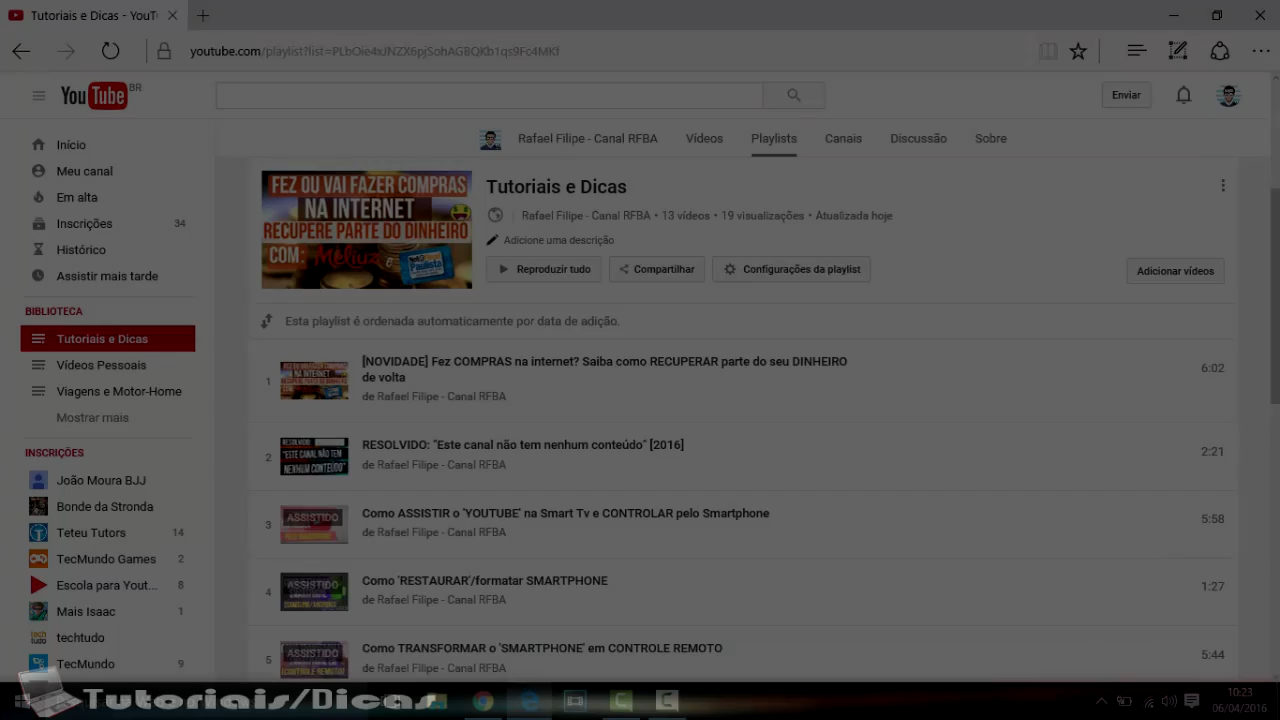 Tutoriais e Dicas - YouT
youtube.com/playlist?list=PLbOie4xJNZX6pjSohAGBQKb1qs9Fc4MKf
YouTube BR
Enviar
Rafael Filipe - Canal RFBA Vídeos Playlists Canais Discussão Sobre
Início
Meu canal
Em alta
Inscrições 34
Histórico
Assistir mais tarde
BIBLIOTECA
Tutoriais e Dicas
Vídeos Pessoais
Viagens e Motor-Home
Mostrar mais
INSCRIÇÕES
João Moura BJJ
Bonde da Stronda
Teteu Tutors 14
TecMundo Games 2
Escola para Yout... 8
Mais Isaac 1
techtudo
TecMundo 9
FEZ OU VAI FAZER COMPRAS
NA INTERNET
RECUPERE PARTE DO DINHEIRO
COM: Méliuz e
Tutoriais e Dicas
Rafael Filipe - Canal RFBA • 13 vídeos • 19 visualizações • Atualizada hoje
Adicione uma descrição
Reproduzir tudo Compartilhar Configurações da playlist Adicionar vídeos
Esta playlist é ordenada automaticamente por data de adição.
1 [NOVIDADE] Fez COMPRAS na internet? Saiba como RECUPERAR parte do seu DINHEIRO 6:02
de volta
de Rafael Filipe - Canal RFBA
2 RESOLVIDO: "Este canal não tem nenhum conteúdo" [2016] 2:21
de Rafael Filipe - Canal RFBA
3 ASSISTIDO Como ASSISTIR o 'YOUTUBE' na Smart Tv e CONTROLAR pelo Smartphone 5:58
de Rafael Filipe - Canal RFBA
4 ASSISTIDO Como 'RESTAURAR'/formatar SMARTPHONE 1:27
de Rafael Filipe - Canal RFBA
5 ASSISTIDO Como TRANSFORMAR o 'SMARTPHONE' em CONTROLE REMOTO 5:44
de Rafael Filipe - Canal RFBA
Tutoriais/Dicas
10:23
06/04/2016